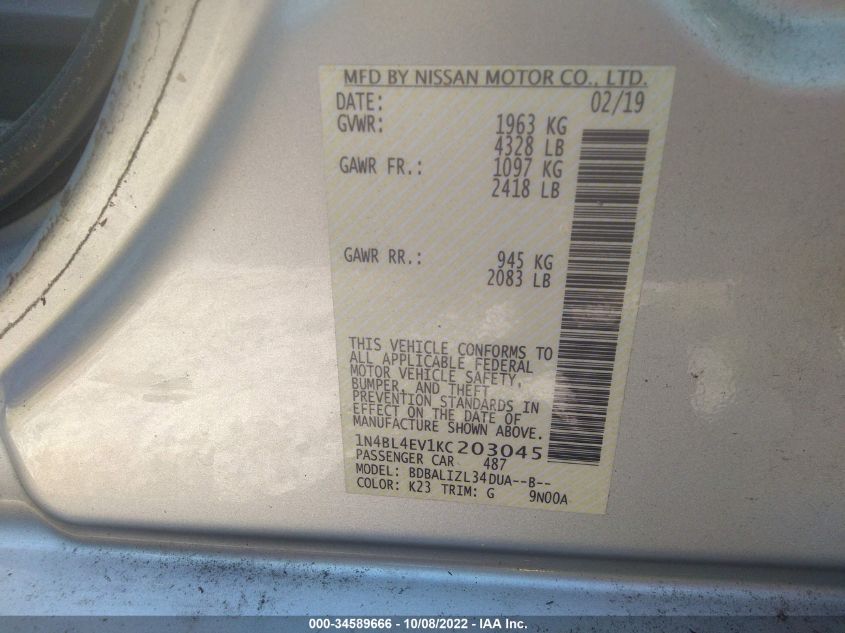 MFD BY NISSAN MOTOR CO., LTD.
DATE: 02/19
GVWR: 1963 KG
4328 LB
GAWR FR.: 1097 KG
2418 LB
GAWR RR.: 945 KG
2083 LB
THIS VEHICLE CONFORMS TO
ALL APPLICABLE FEDERAL
MOTOR VEHICLE SAFETY,
BUMPER, AND THEFT
PREVENTION STANDARDS IN
EFFECT ON THE DATE OF
MANUFACTURE SHOWN ABOVE.
1N4BL4EV1KC203045
PASSENGER CAR 487
MODEL: BDBALIZL34DUA--B--
COLOR: K23 TRIM: G 9N00A
000-34589666 - 10/08/2022 - IAA Inc.